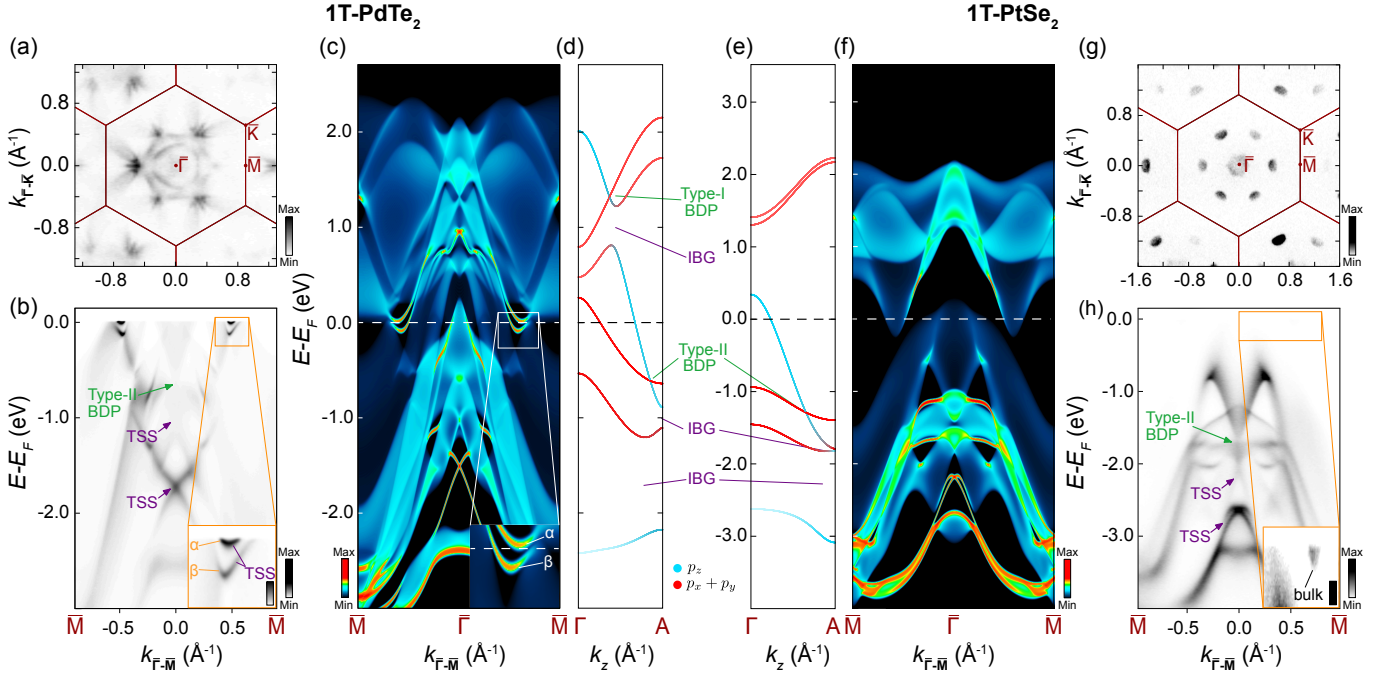 1T-PdTe2
1T-PtSe2
(a)
(c)
(d)
(e)
(f)
(g)
0.8
0.0
-0.8
-0.8
0.0
0.8
k Γ̅-K̅ (Å-1)
Γ̅
K̅
M̅
Max
Min
(b)
0.0
-1.0
-2.0
E-EF (eV)
Type-II
BDP
TSS
TSS
α
β
TSS
Max
Min
M̅
-0.5
0.0
0.5
M̅
k Γ̅-M̅ (Å-1)
2.0
1.0
0.0
-1.0
-2.0
E-EF (eV)
α
β
Max
Min
M̅
Γ̅
M̅
k Γ̅-M̅ (Å-1)
Type-I
BDP
IBG
Type-II
BDP
IBG
IBG
pz
px + py
Γ
A
kz (Å-1)
3.0
2.0
1.0
0.0
-1.0
-2.0
-3.0
Γ
A
kz (Å-1)
Max
Min
M̅
Γ̅
M̅
k Γ̅-M̅ (Å-1)
0.8
0.0
-0.8
-1.6
-0.8
0.0
0.8
1.6
k Γ̅-K̅ (Å-1)
Γ̅
K̅
M̅
Max
Min
(h)
0.0
-1.0
-2.0
-3.0
E-EF (eV)
Type-II
BDP
TSS
TSS
bulk
Max
Min
M̅
-0.5
0.0
0.5
M̅
k Γ̅-M̅ (Å-1)